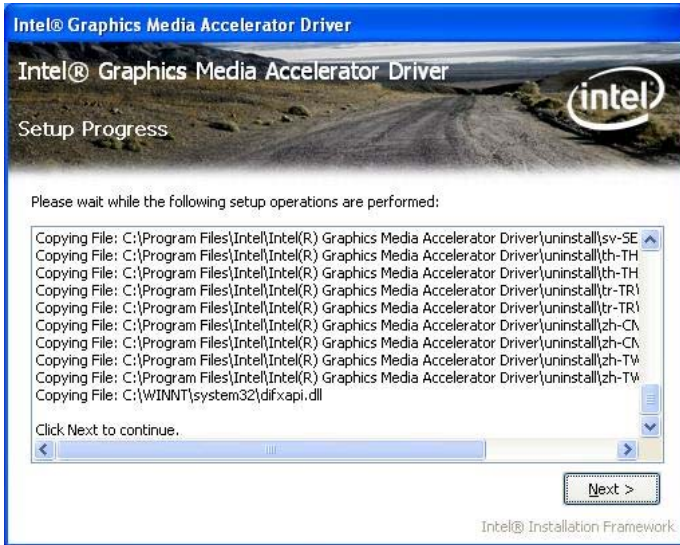 Intel® Graphics Media Accelerator Driver
Intel® Graphics Media Accelerator Driver
intel
Setup Progress
Please wait while the following setup operations are performed:
Copying File: C:\Program Files\Intel\Intel(R) Graphics Media Accelerator Driver\uninstall\sv-SE
Copying File: C:\Program Files\Intel\Intel(R) Graphics Media Accelerator Driver\uninstall\th-TH
Copying File: C:\Program Files\Intel\Intel(R) Graphics Media Accelerator Driver\uninstall\th-TH
Copying File: C:\Program Files\Intel\Intel(R) Graphics Media Accelerator Driver\uninstall\tr-TR\
Copying File: C:\Program Files\Intel\Intel(R) Graphics Media Accelerator Driver\uninstall\tr-TR\
Copying File: C:\Program Files\Intel\Intel(R) Graphics Media Accelerator Driver\uninstall\zh-CN
Copying File: C:\Program Files\Intel\Intel(R) Graphics Media Accelerator Driver\uninstall\zh-CN
Copying File: C:\Program Files\Intel\Intel(R) Graphics Media Accelerator Driver\uninstall\zh-TW
Copying File: C:\Program Files\Intel\Intel(R) Graphics Media Accelerator Driver\uninstall\zh-TW
Copying File: C:\WINNT\system32\difxapi.dll
Click Next to continue.
Next >
Intel® Installation Framework